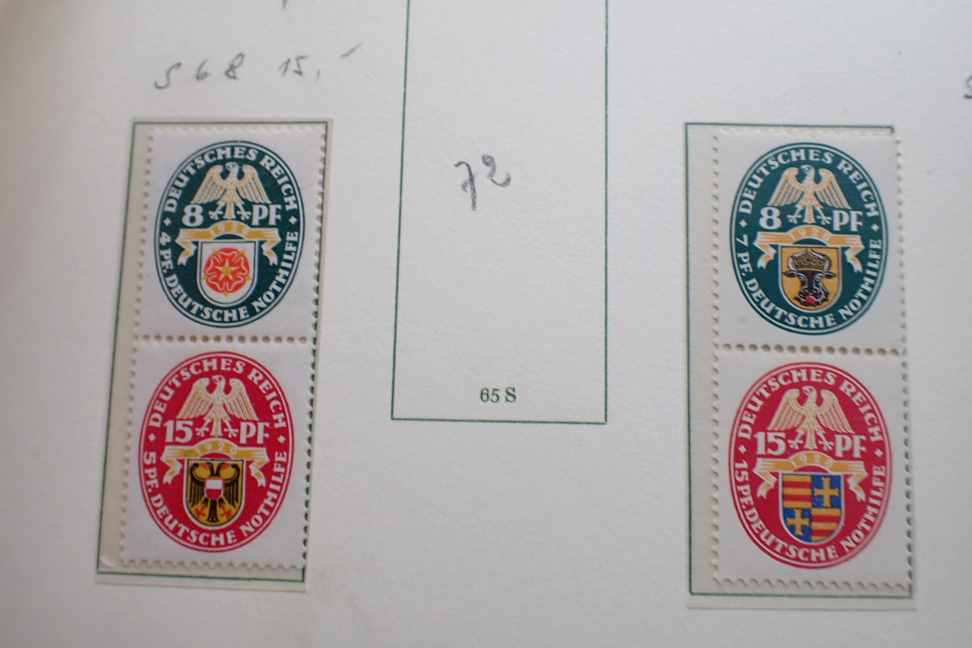 S 68 15,-
72
65 S
DEUTSCHES REICH
8 PF
4 PF. DEUTSCHE NOTHILFE
DEUTSCHES REICH
15 PF
5 PF. DEUTSCHE NOTHILFE
DEUTSCHES REICH
8 PF
7 PF. DEUTSCHE NOTHILFE
DEUTSCHES REICH
15 PF
15 PF. DEUTSCHE NOTHILFE